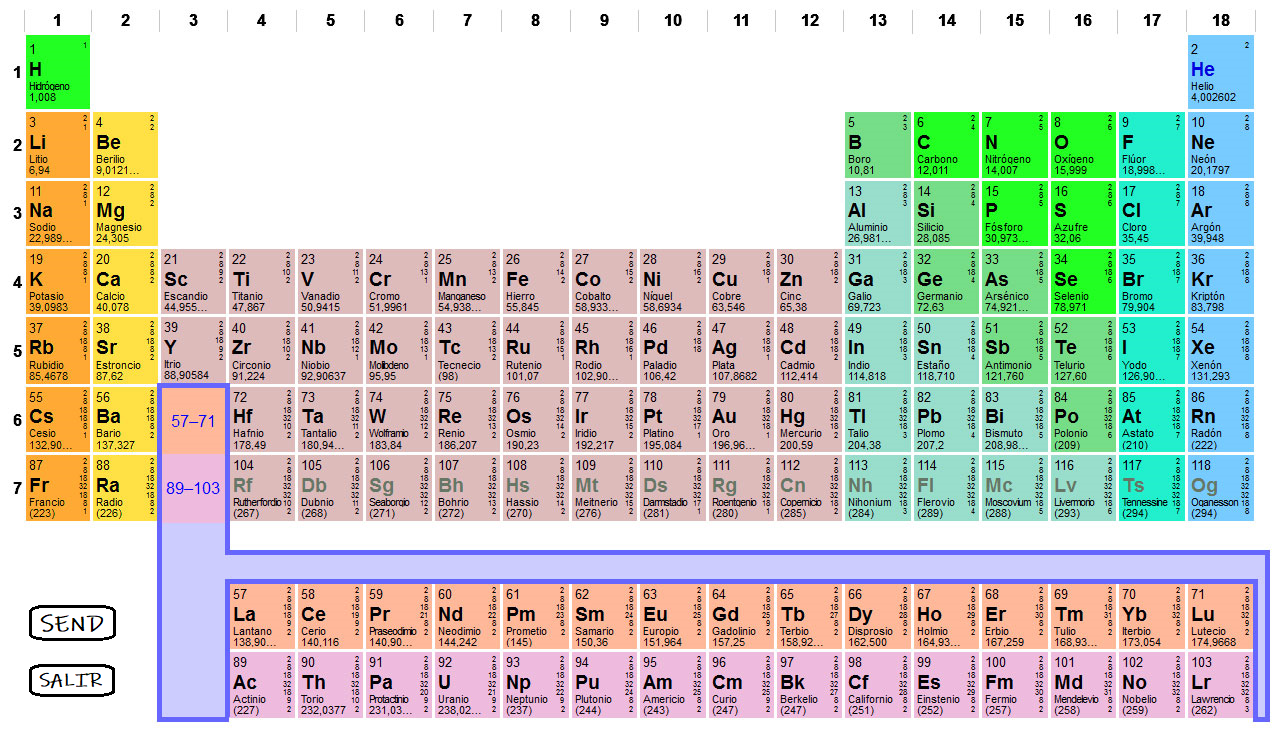 1 2 3 4 5 6 7 8 9 10 11 12 13 14 15 16 17 18
1 2
1 H He
Hidrógeno Helio
1,008 4,002602
3 4 5 6 7 8 9 10
2 Li Be B C N O F Ne
Litio Berilio Boro Carbono Nitrógeno Oxígeno Flúor Neón
6,94 9,0121... 10,81 12,011 14,007 15,999 18,998... 20,1797
11 12 13 14 15 16 17 18
3 Na Mg Al Si P S Cl Ar
Sodio Magnesio Aluminio Silicio Fósforo Azufre Cloro Argón
22,989... 24,305 26,981... 28,085 30,973... 32,06 35,45 39,948
19 20 21 22 23 24 25 26 27 28 29 30 31 32 33 34 35 36
4 K Ca Sc Ti V Cr Mn Fe Co Ni Cu Zn Ga Ge As Se Br Kr
Potasio Calcio Escandio Titanio Vanadio Cromo Manganeso Hierro Cobalto Níquel Cobre Cinc Galio Germanio Arsénico Selenio Bromo Kriptón
39,0983 40,078 44,955... 47,867 50,9415 51,9961 54,938... 55,845 58,933... 58,6934 63,546 65,38 69,723 72,63 74,921... 78,971 79,904 83,798
37 38 39 40 41 42 43 44 45 46 47 48 49 50 51 52 53 54
5 Rb Sr Y Zr Nb Mo Tc Ru Rh Pd Ag Cd In Sn Sb Te I Xe
Rubidio Estroncio Itrio Circonio Niobio Molibdeno Tecnecio Rutenio Rodio Paladio Plata Cadmio Indio Estaño Antimonio Telurio Yodo Xenón
85,4678 87,62 88,90584 91,224 92,90637 95,95 (98) 101,07 102,90... 106,42 107,8682 112,414 114,818 118,710 121,760 127,60 126,90... 131,293
55 56 72 73 74 75 76 77 78 79 80 81 82 83 84 85 86
6 Cs Ba 57–71 Hf Ta W Re Os Ir Pt Au Hg Tl Pb Bi Po At Rn
Cesio Bario Hafnio Tantalio Wolframio Renio Osmio Iridio Platino Oro Mercurio Talio Plomo Bismuto Polonio Astato Radón
132,90... 137,327 178,49 180,94... 183,84 186,207 190,23 192,217 195,084 196,96... 200,59 204,38 207,2 208,98... (209) (210) (222)
87 88 104 105 106 107 108 109 110 111 112 113 114 115 116 117 118
7 Fr Ra 89–103 Rf Db Sg Bh Hs Mt Ds Rg Cn Nh Fl Mc Lv Ts Og
Francio Radio Rutherfordio Dubnio Seaborgio Bohrio Hassio Meitnerio Darmstadio Roentgenio Copernicio Nihonium Flerovio Moscovium Livermorio Tennessine Oganesson
(223) (226) (267) (268) (271) (272) (270) (276) (281) (280) (285) (284) (289) (288) (293) (294) (294)
57 58 59 60 61 62 63 64 65 66 67 68 69 70 71
SEND La Ce Pr Nd Pm Sm Eu Gd Tb Dy Ho Er Tm Yb Lu
Lantano Cerio Praseodimio Neodimio Prometio Samario Europio Gadolinio Terbio Disprosio Holmio Erbio Tulio Iterbio Lutecio
138,90... 140,116 140,90... 144,242 (145) 150,36 151,964 157,25 158,92... 162,500 164,93... 167,259 168,93... 173,054 174,9668
89 90 91 92 93 94 95 96 97 98 99 100 101 102 103
SALIR Ac Th Pa U Np Pu Am Cm Bk Cf Es Fm Md No Lr
Actinio Torio Protactinio Uranio Neptunio Plutonio Americio Curio Berkelio Californio Einstenio Fermio Mendelevio Nobelio Lawrencio
(227) 232,0377 231,03... 238,02... (237) (244) (243) (247) (247) (251) (252) (257) (258) (259) (262)